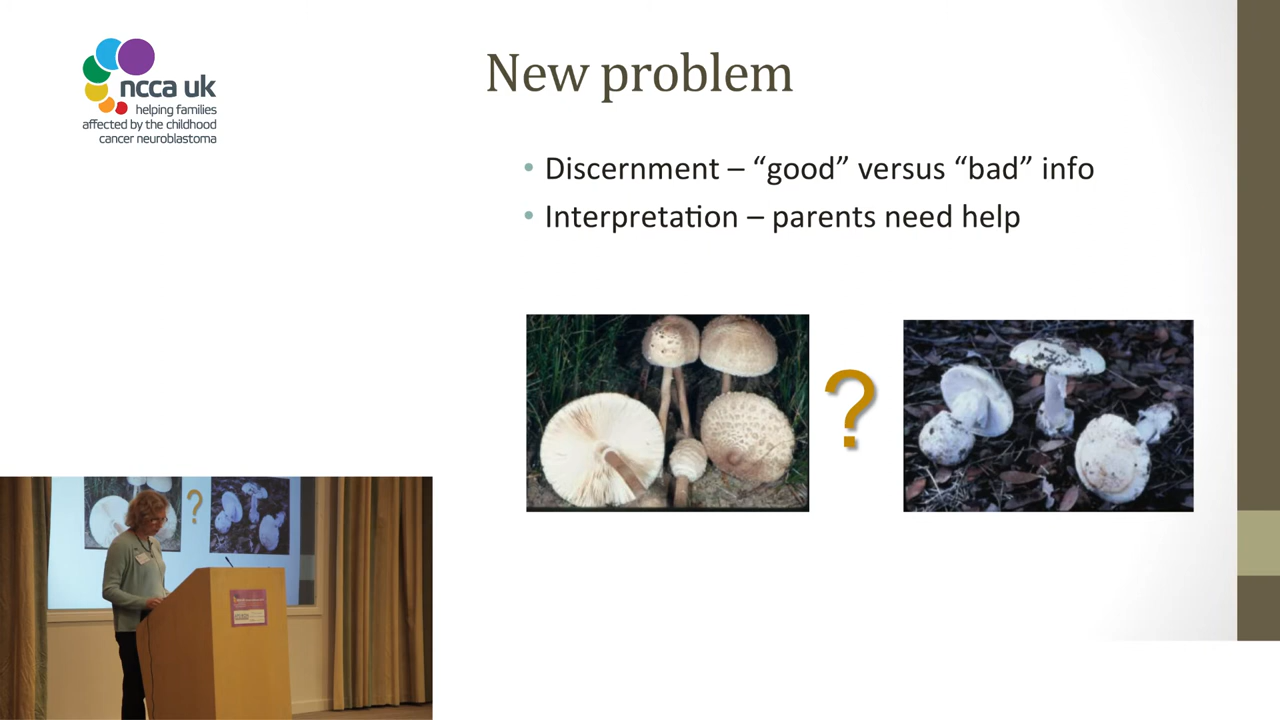 ncca uk
helping families
affected by the childhood
cancer neuroblastoma
New problem
• Discernment – “good” versus “bad” info
• Interpretation – parents need help
?
?